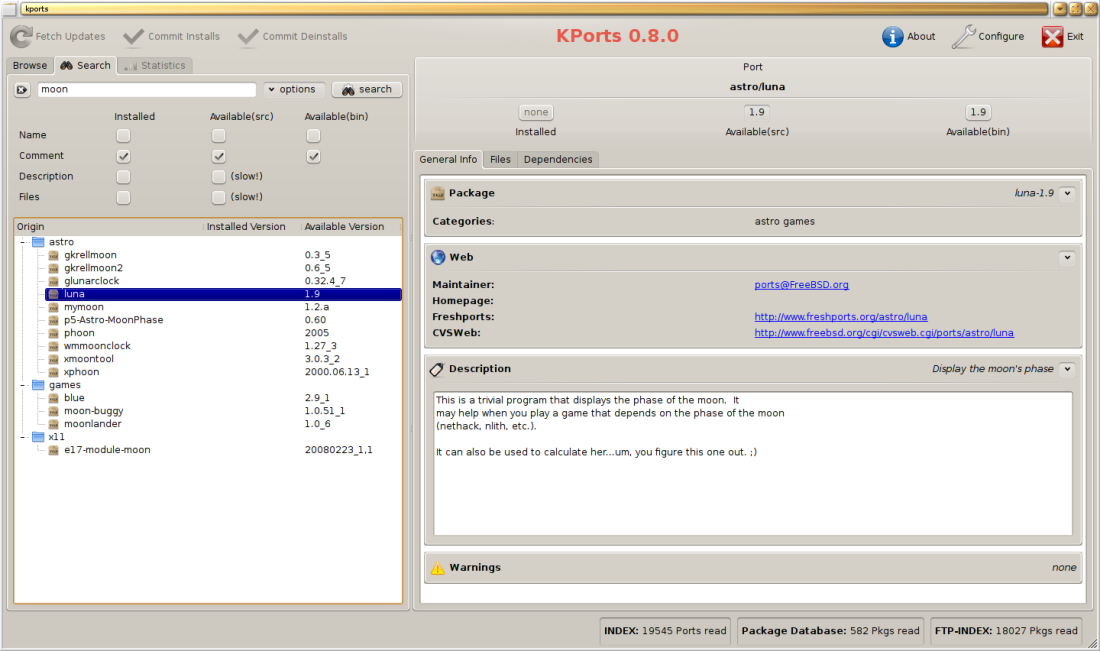 kports
Fetch Updates
Commit Installs
Commit Deinstalls
KPorts 0.8.0
About
Configure
Exit
Browse
Search
Statistics
moon
options
search
Installed Available(src) Available(bin)
Name
Comment
Description (slow!)
Files (slow!)
Origin Installed Version Available Version
astro
gkrellmoon 0.3_5
gkrellmoon2 0.6_5
glunarclock 0.32.4_7
luna 1.9
mymoon 1.2.a
p5-Astro-MoonPhase 0.60
phoon 2005
wmmoonclock 1.27_3
xmoontool 3.0.3_2
xphoon 2000.06.13_1
games
blue 2.9_1
moon-buggy 1.0.51_1
moonlander 1.0_6
x11
e17-module-moon 20080223_1,1
Port
astro/luna
none 1.9 1.9
Installed Available(src) Available(bin)
General Info Files Dependencies
Package luna-1.9
Categories: astro games
Web
Maintainer: ports@FreeBSD.org
Homepage:
Freshports: http://www.freshports.org/astro/luna
CVSWeb: http://www.freebsd.org/cgi/cvsweb.cgi/ports/astro/luna
Description Display the moon's phase
This is a trivial program that displays the phase of the moon.  It
may help when you play a game that depends on the phase of the moon
(nethack, nlith, etc.).
It can also be used to calculate her...um, you figure this one out. ;)
Warnings none
INDEX: 19545 Ports read
Package Database: 582 Pkgs read
FTP-INDEX: 18027 Pkgs read